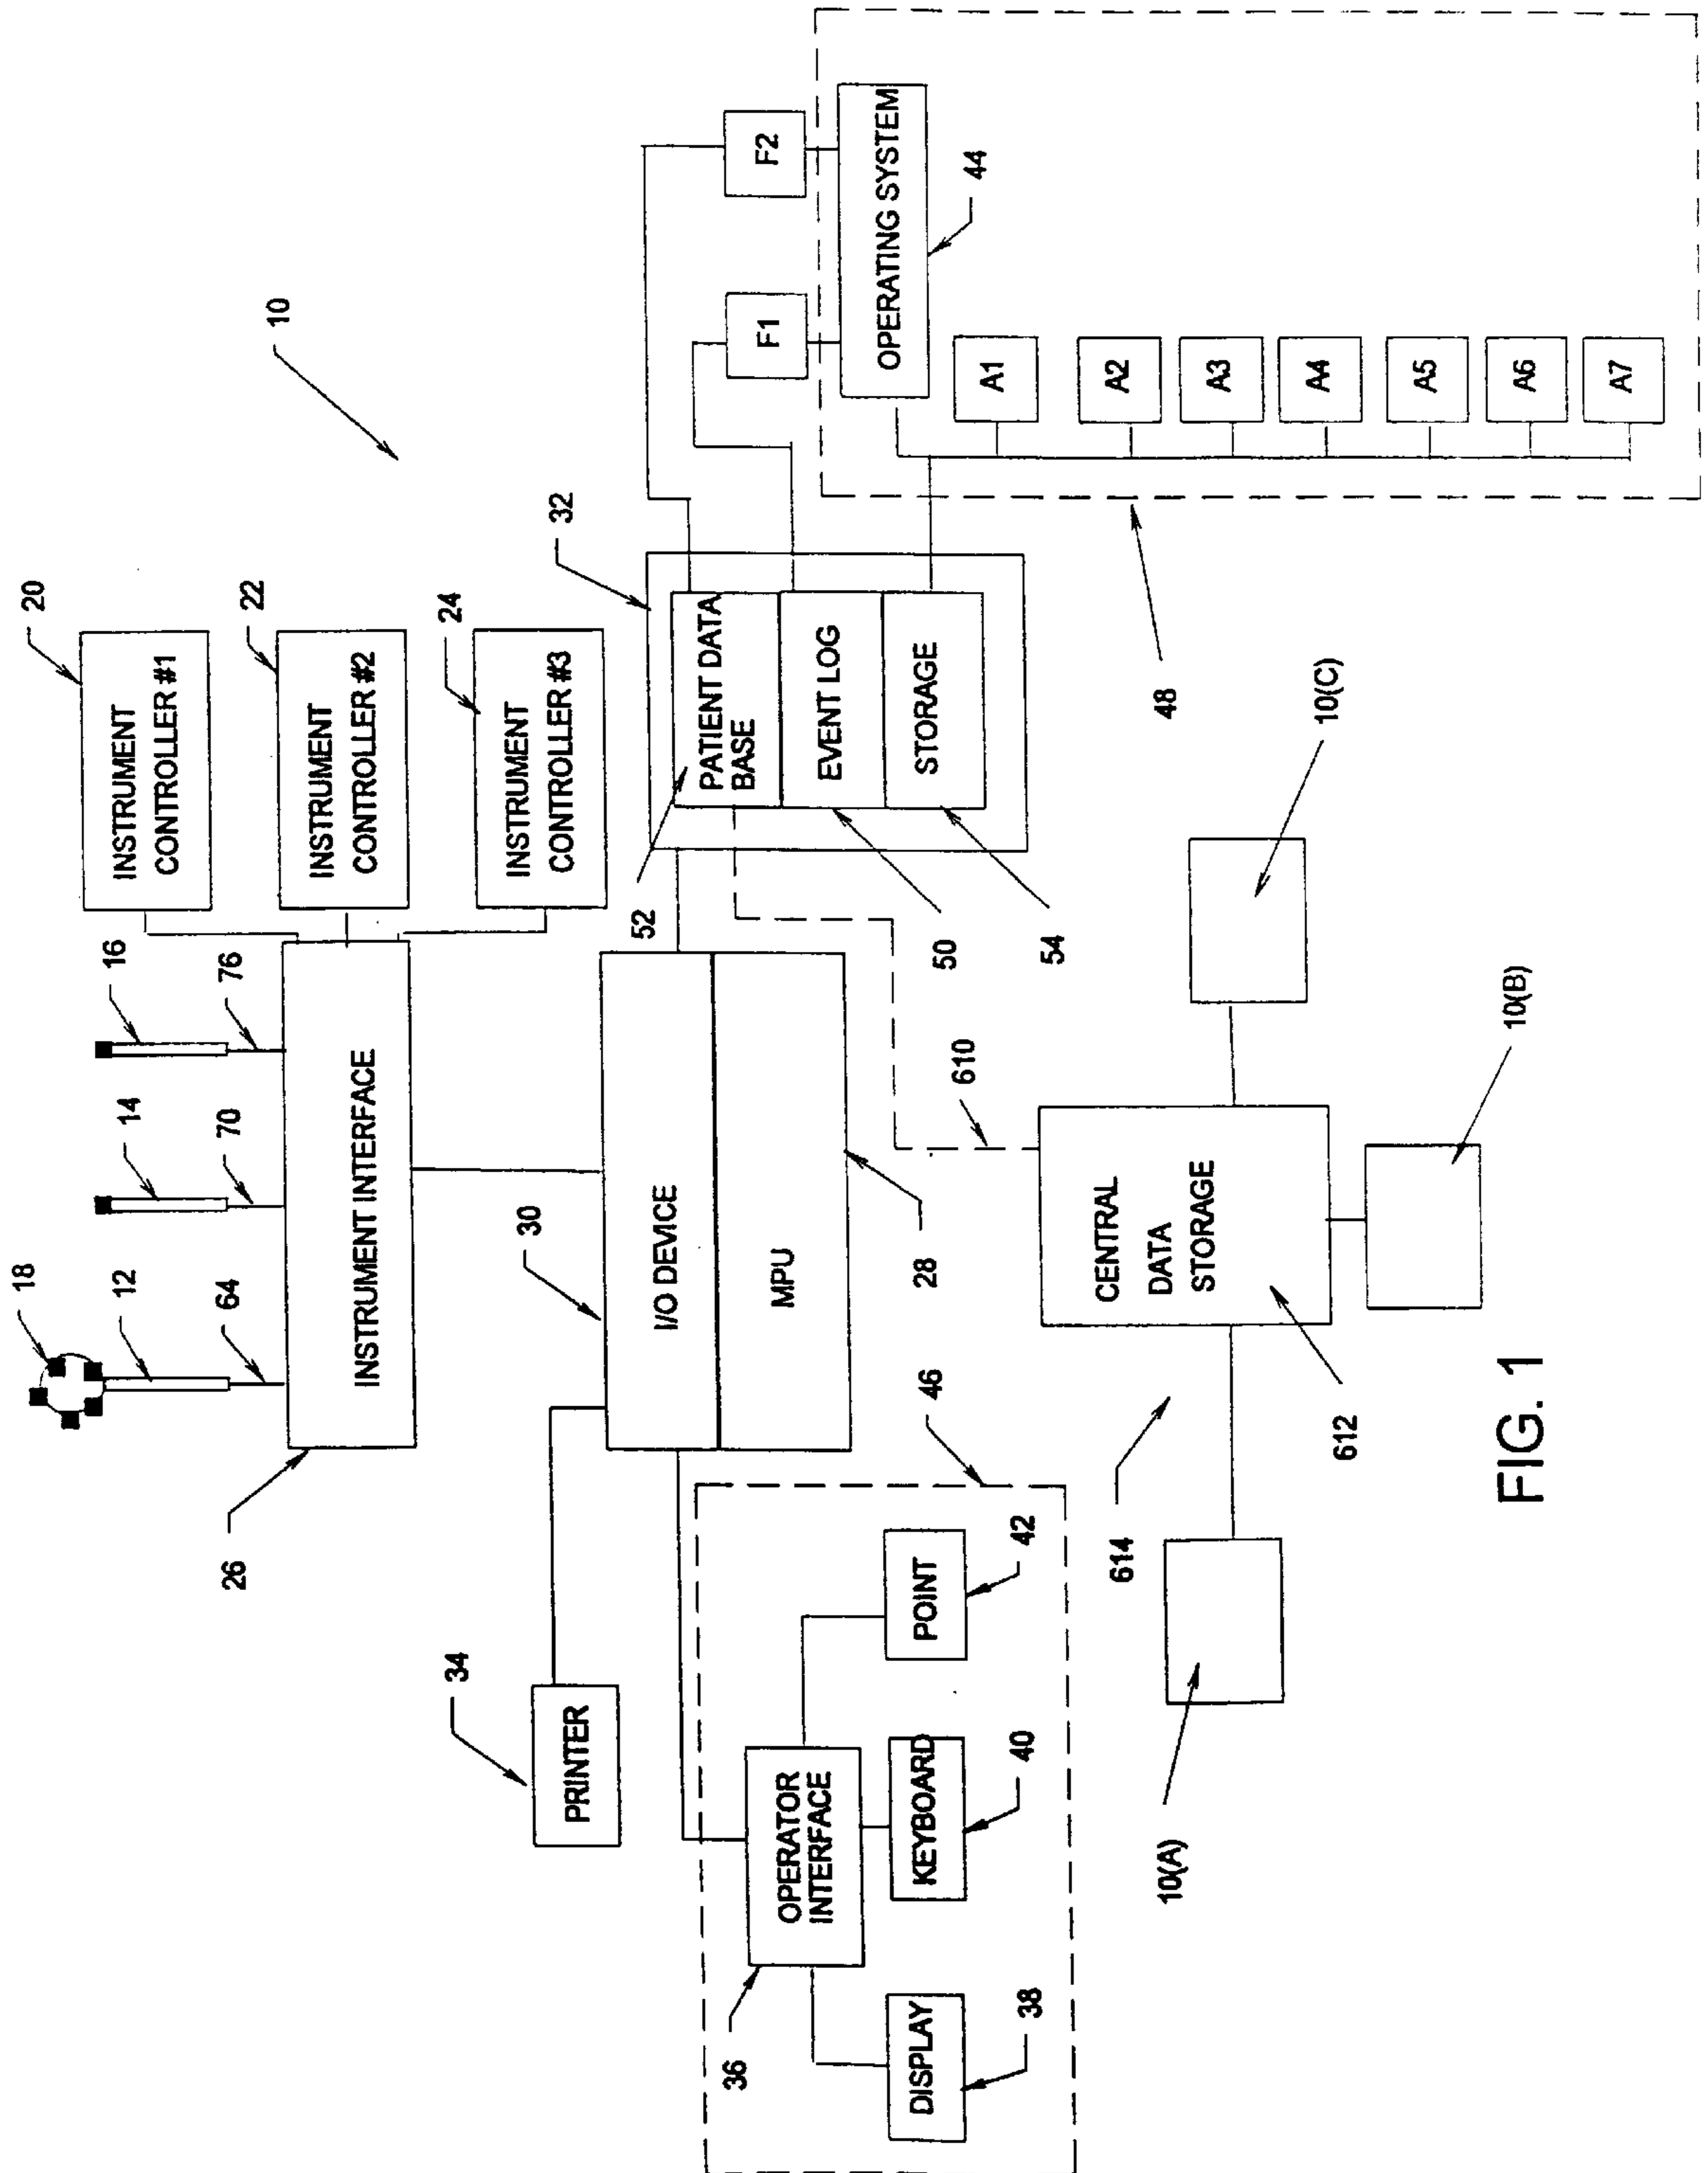 18
12
64
14
70
16
76
20
INSTRUMENT
CONTROLLER #1
22
INSTRUMENT
CONTROLLER #2
24
INSTRUMENT
CONTROLLER #3
10
26
INSTRUMENT INTERFACE
34
PRINTER
30
I/O DEVICE
MPU
28
32
52
PATIENT DATA
BASE
EVENT LOG
STORAGE
50
54
F1
F2
OPERATING SYSTEM
44
A1
A2
A3
A4
A5
A6
A7
48
46
36
OPERATOR
INTERFACE
DISPLAY
38
KEYBOARD
40
POINT
42
610
CENTRAL
DATA
STORAGE
612
614
10(A)
10(B)
10(C)
FIG. 1